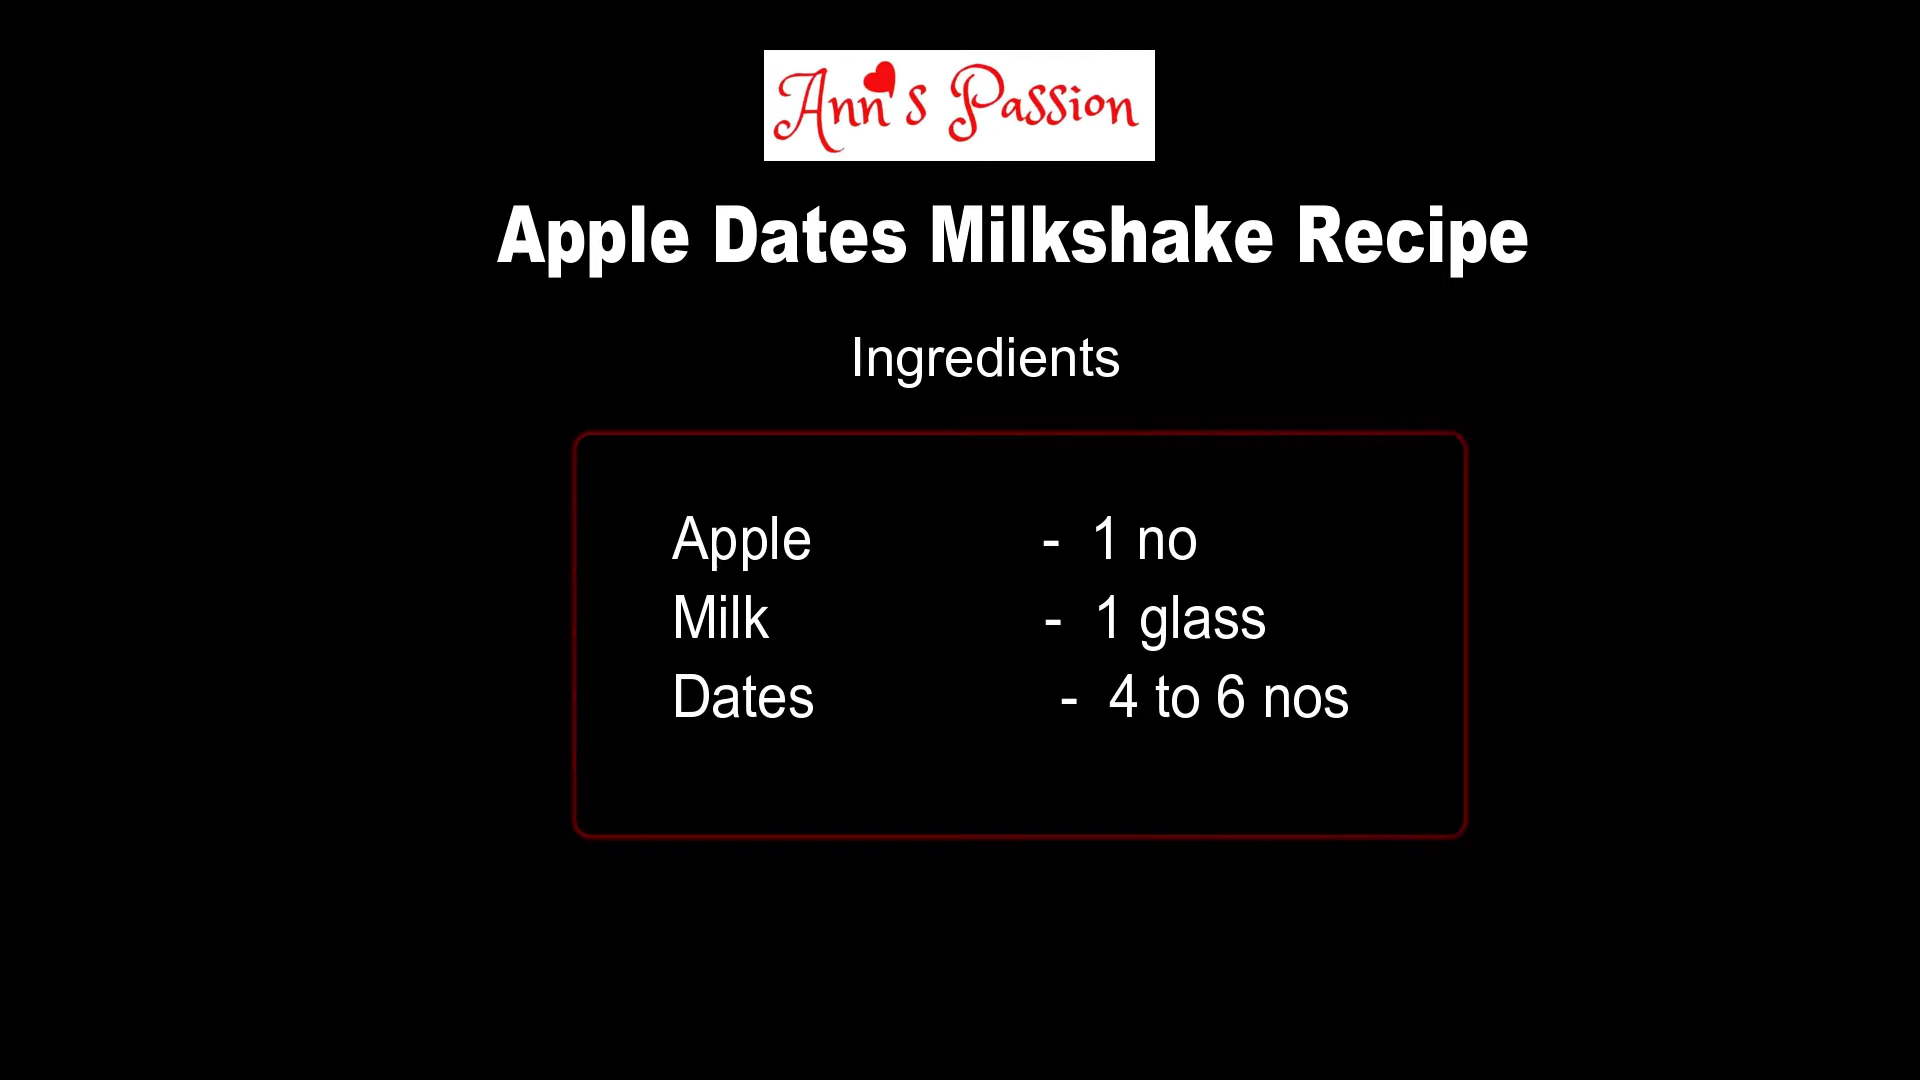 Ann's Passion
Apple Dates Milkshake Recipe
Ingredients
Apple - 1 no
Milk - 1 glass
Dates - 4 to 6 nos